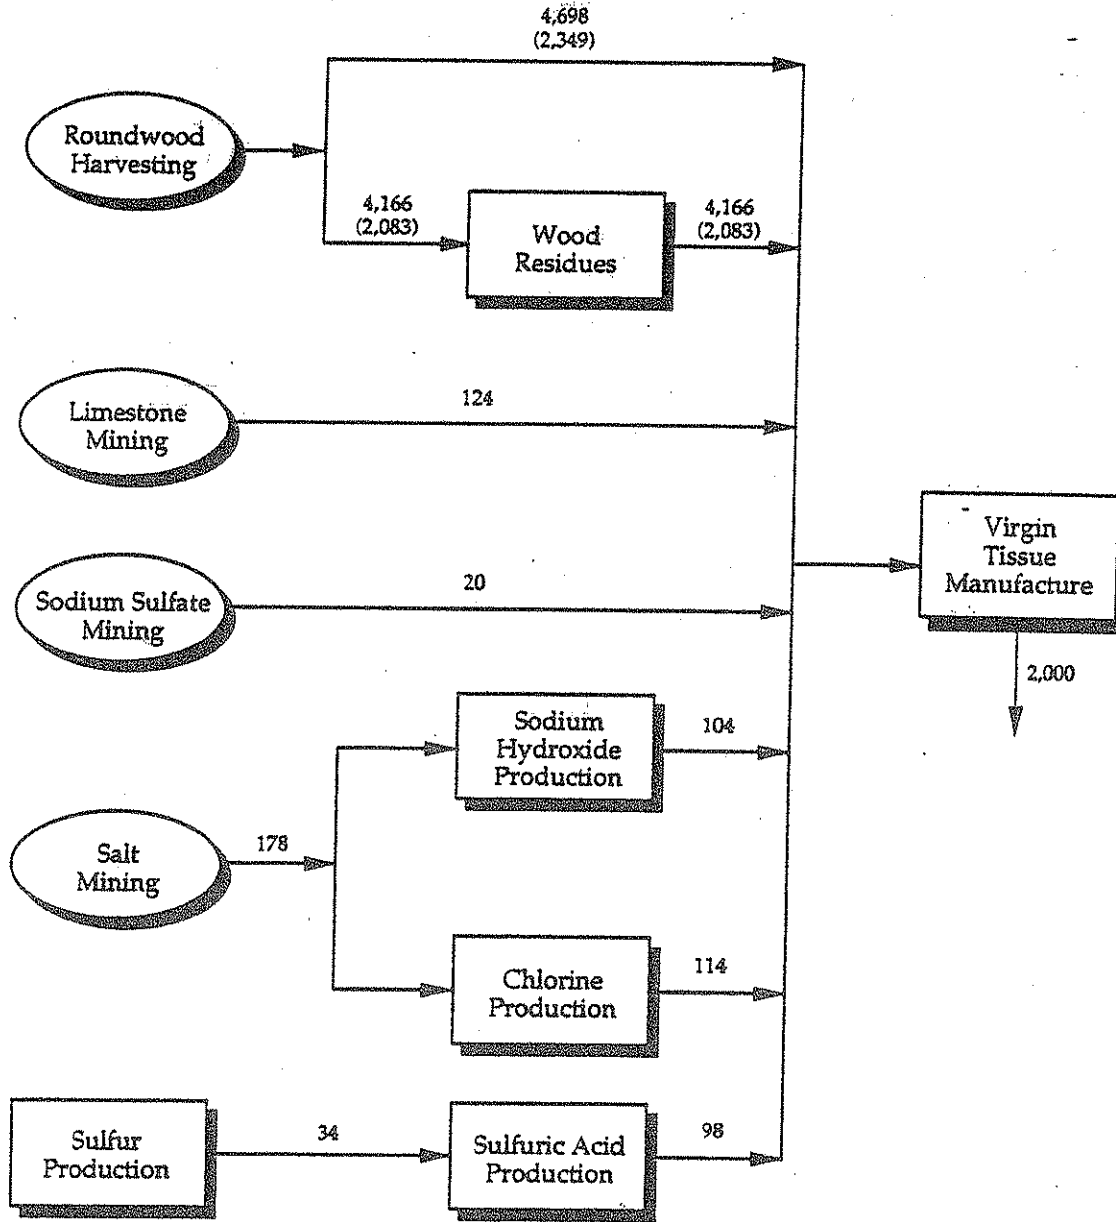 4,698
(2,349)
Roundwood
Harvesting
4,166
(2,083)
Wood
Residues
4,166
(2,083)
Limestone
Mining
124
Sodium Sulfate
Mining
20
Virgin
Tissue
Manufacture
2,000
Sodium
Hydroxide
Production
104
Salt
Mining
178
Chlorine
Production
114
Sulfur
Production
34
Sulfuric Acid
Production
98